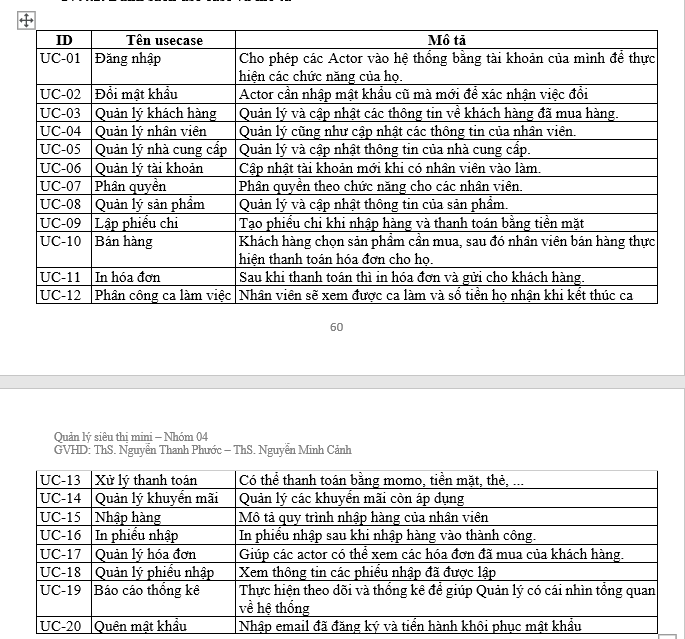 ID Tên usecase Mô tả
UC-01 Đăng nhập Cho phép các Actor vào hệ thống bằng tài khoản của mình để thực
hiện các chức năng của họ.
UC-02 Đổi mật khẩu Actor cần nhập mật khẩu cũ mà mới để xác nhận việc đổi
UC-03 Quản lý khách hàng Quản lý và cập nhật các thông tin về khách hàng đã mua hàng.
UC-04 Quản lý nhân viên Quản lý cũng như cập nhật các thông tin của nhân viên.
UC-05 Quản lý nhà cung cấp Quản lý và cập nhật thông tin của nhà cung cấp.
UC-06 Quản lý tài khoản Cập nhật tài khoản mới khi có nhân viên vào làm.
UC-07 Phân quyền Phân quyền theo chức năng cho các nhân viên.
UC-08 Quản lý sản phẩm Quản lý và cập nhật thông tin của sản phẩm.
UC-09 Lập phiếu chi Tạo phiếu chi khi nhập hàng và thanh toán bằng tiền mặt
UC-10 Bán hàng Khách hàng chọn sản phẩm cần mua, sau đó nhân viên bán hàng thực
hiện thanh toán hóa đơn cho họ.
UC-11 In hóa đơn Sau khi thanh toán thì in hóa đơn và gửi cho khách hàng.
UC-12 Phân công ca làm việc Nhân viên sẽ xem được ca làm và số tiền họ nhận khi kết thúc ca
60
Quản lý siêu thị mini – Nhóm 04
GVHD: ThS. Nguyễn Thanh Phước – ThS. Nguyễn Minh Cảnh
UC-13 Xử lý thanh toán Có thể thanh toán bằng momo, tiền mặt, thẻ, ...
UC-14 Quản lý khuyến mãi Quản lý các khuyến mãi còn áp dụng
UC-15 Nhập hàng Mô tả quy trình nhập hàng của nhân viên
UC-16 In phiếu nhập In phiếu nhập sau khi nhập hàng vào thành công.
UC-17 Quản lý hóa đơn Giúp các actor có thể xem các hóa đơn đã mua của khách hàng.
UC-18 Quản lý phiếu nhập Xem thông tin các phiếu nhập đã được lập
UC-19 Báo cáo thống kê Thực hiện theo dõi và thống kê để giúp Quản lý có cái nhìn tổng quan
về hệ thống
UC-20 Quên mật khẩu Nhập email đã đăng ký và tiến hành khôi phục mật khẩu